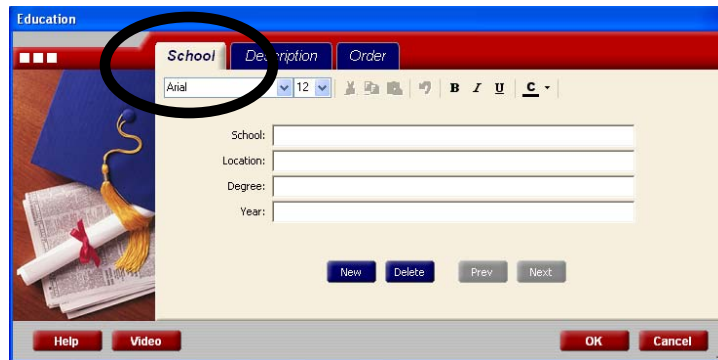 Education
School Description Order
Arial 12 B I U C
School:
Location:
Degree:
Year:
New Delete Prev Next
Help Video OK Cancel